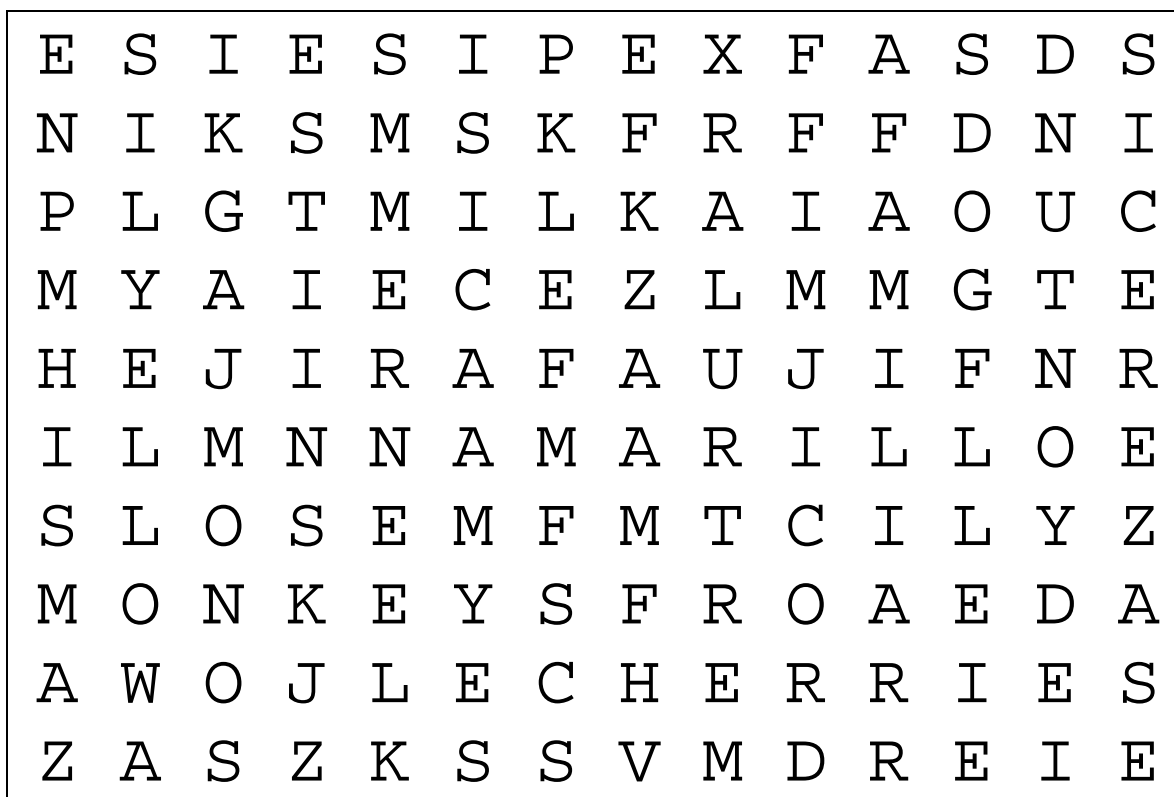 E S I E S I P E X F A S D S
N I K S M S K F R F F D N I
P L G T M I L K A I A O U C
M Y A I E C E Z L M M G T E
H E J I R A F A U J I F N R
I L M N N A M A R I L L O E
S L O S E M F M T C I L Y Z
M O N K E Y S F R O A E D A
A W O J L E C H E R R I E S
Z A S Z K S S V M D R E I E